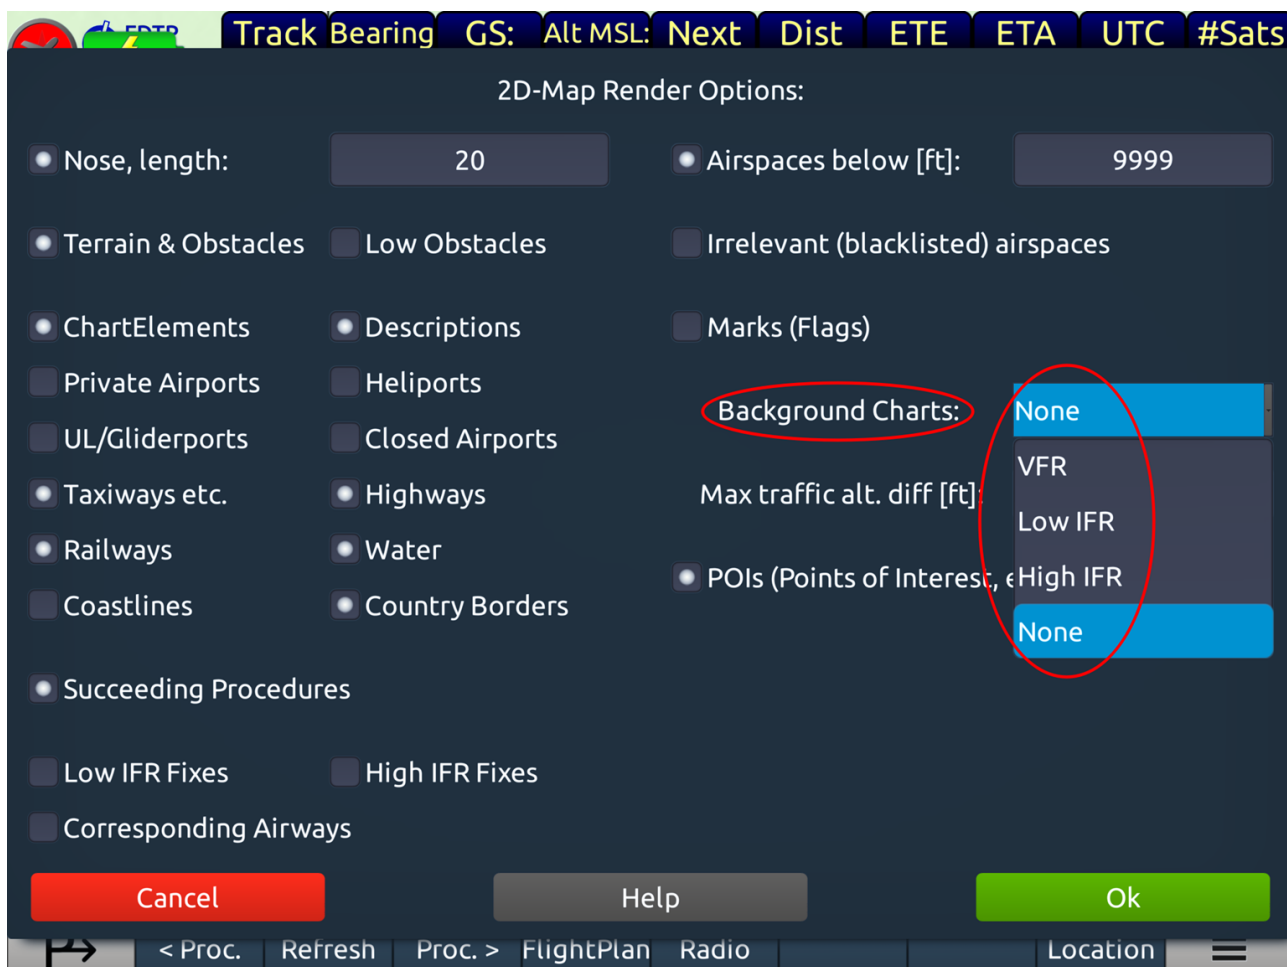 Track Bearing GS: Alt MSL: Next Dist ETE ETA UTC #Sats
2D-Map Render Options:
Nose, length: 20 Airspaces below [ft]: 9999
Terrain & Obstacles Low Obstacles Irrelevant (blacklisted) airspaces
ChartElements Descriptions Marks (Flags)
Private Airports Heliports
Background Charts: None
UL/Gliderports Closed Airports
VFR
Taxiways etc. Highways Max traffic alt. diff [ft]:
Low IFR
Railways Water
POIs (Points of Interest, e
High IFR
Coastlines Country Borders
None
Succeeding Procedures
Low IFR Fixes High IFR Fixes
Corresponding Airways
Cancel Help Ok
< Proc. Refresh Proc. > FlightPlan Radio Location